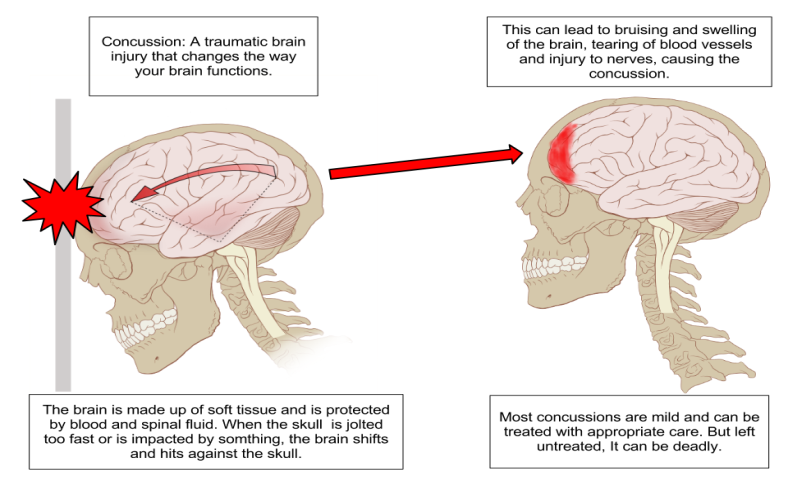 Concussion: A traumatic brain
injury that changes the way
your brain functions.
This can lead to bruising and swelling
of the brain, tearing of blood vessels
and injury to nerves, causing the
concussion.
The brain is made up of soft tissue and is protected
by blood and spinal fluid. When the skull is jolted
too fast or is impacted by somthing, the brain shifts
and hits against the skull.
Most concussions are mild and can be
treated with appropriate care. But left
untreated, It can be deadly.